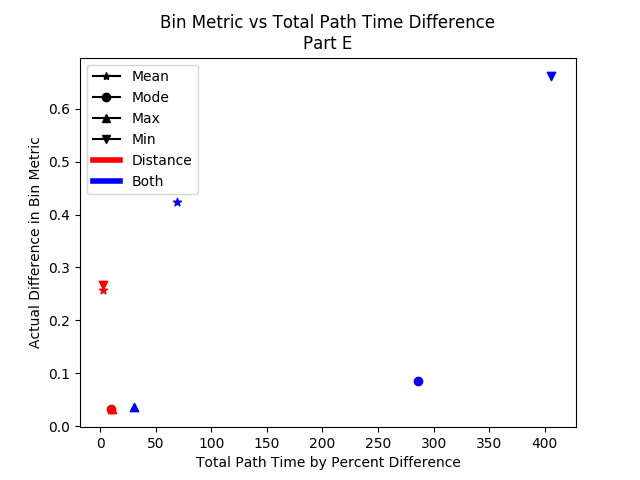 Bin Metric vs Total Path Time Difference
Part E
Mean
Mode
Max
Min
Distance
Both
Actual Difference in Bin Metric
0.6
0.5
0.4
0.3
0.2
0.1
0.0
0 50 100 150 200 250 300 350 400
Total Path Time by Percent Difference